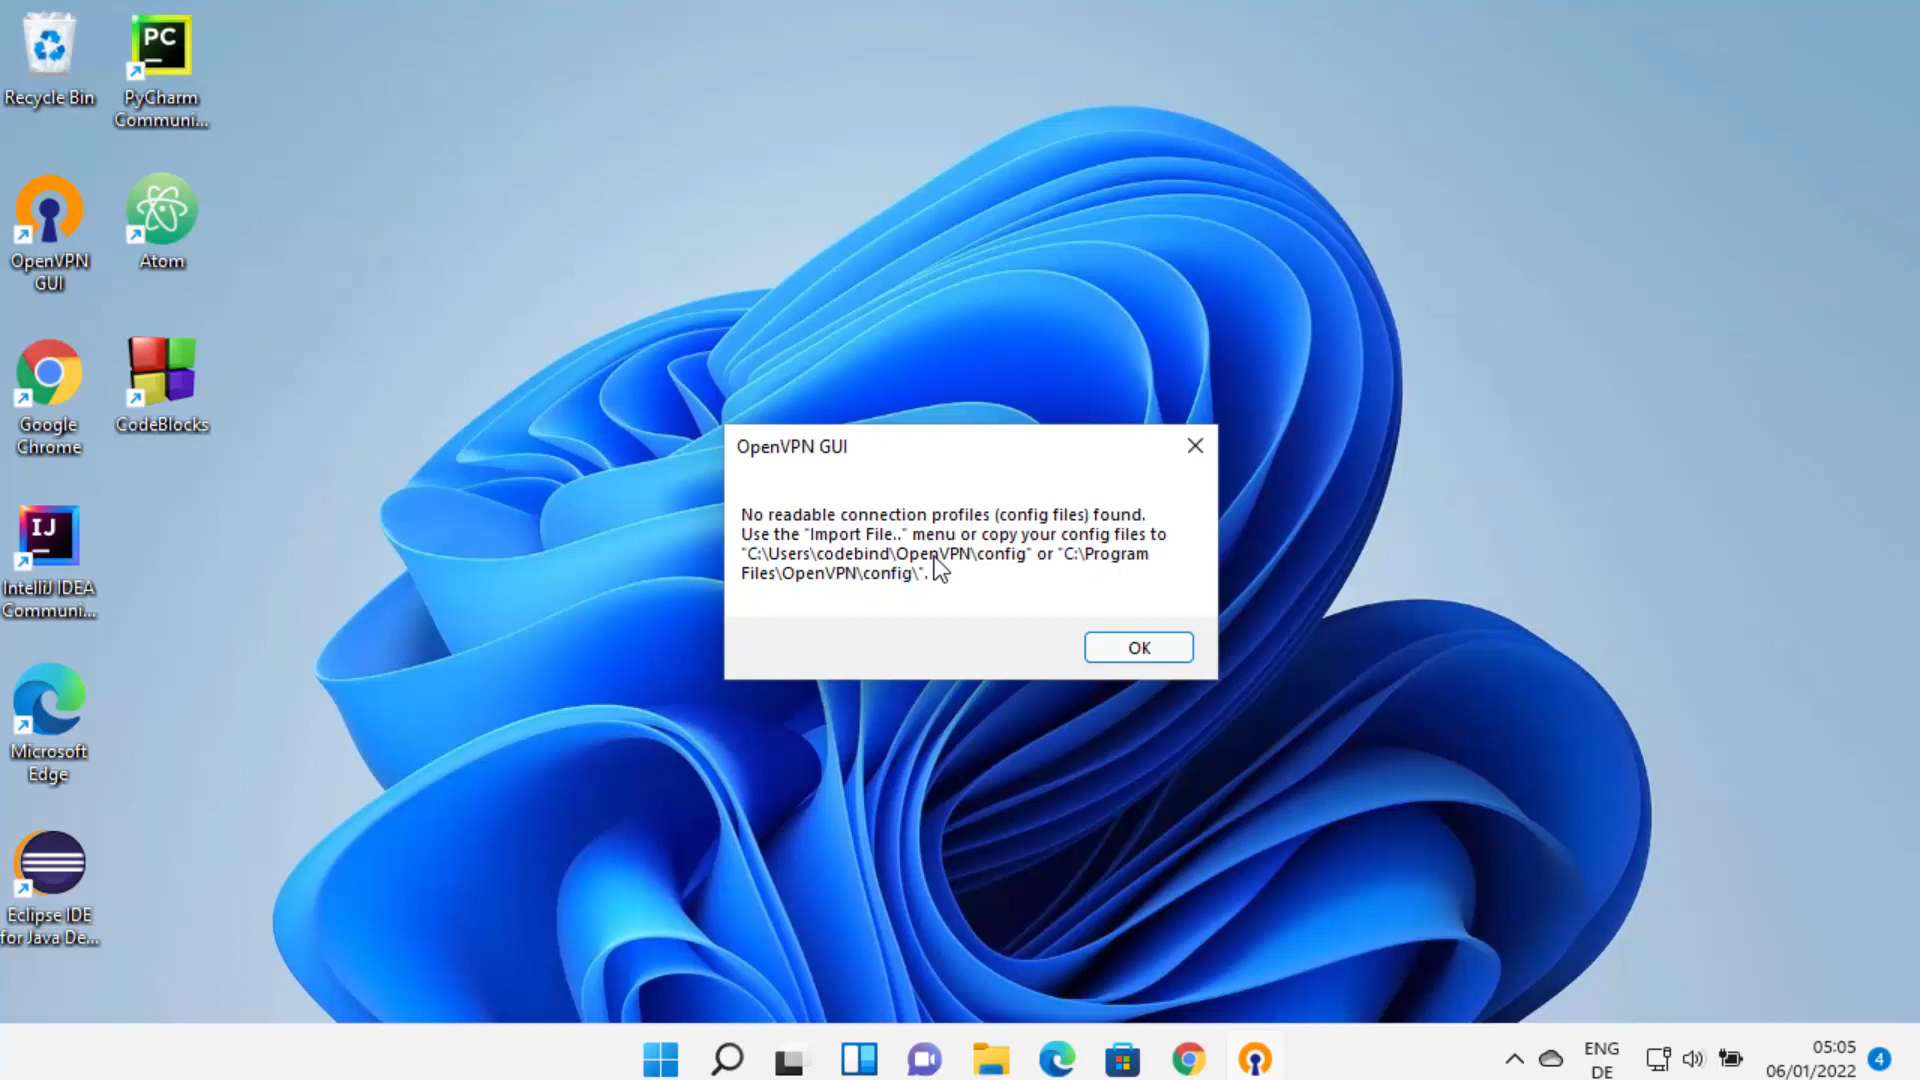 Recycle Bin
PC
PyCharm
Communi...
OpenVPN
GUI
Atom
Google
Chrome
CodeBlocks
IJ
IntelliJ IDEA
Communi...
Microsoft
Edge
Eclipse IDE
for Java De...
OpenVPN GUI
No readable connection profiles (config files) found.
Use the "Import File.." menu or copy your config files to
"C:\Users\codebind\OpenVPN\config" or "C:\Program
Files\OpenVPN\config\".
OK
ENG
DE
05:05
06/01/2022
4